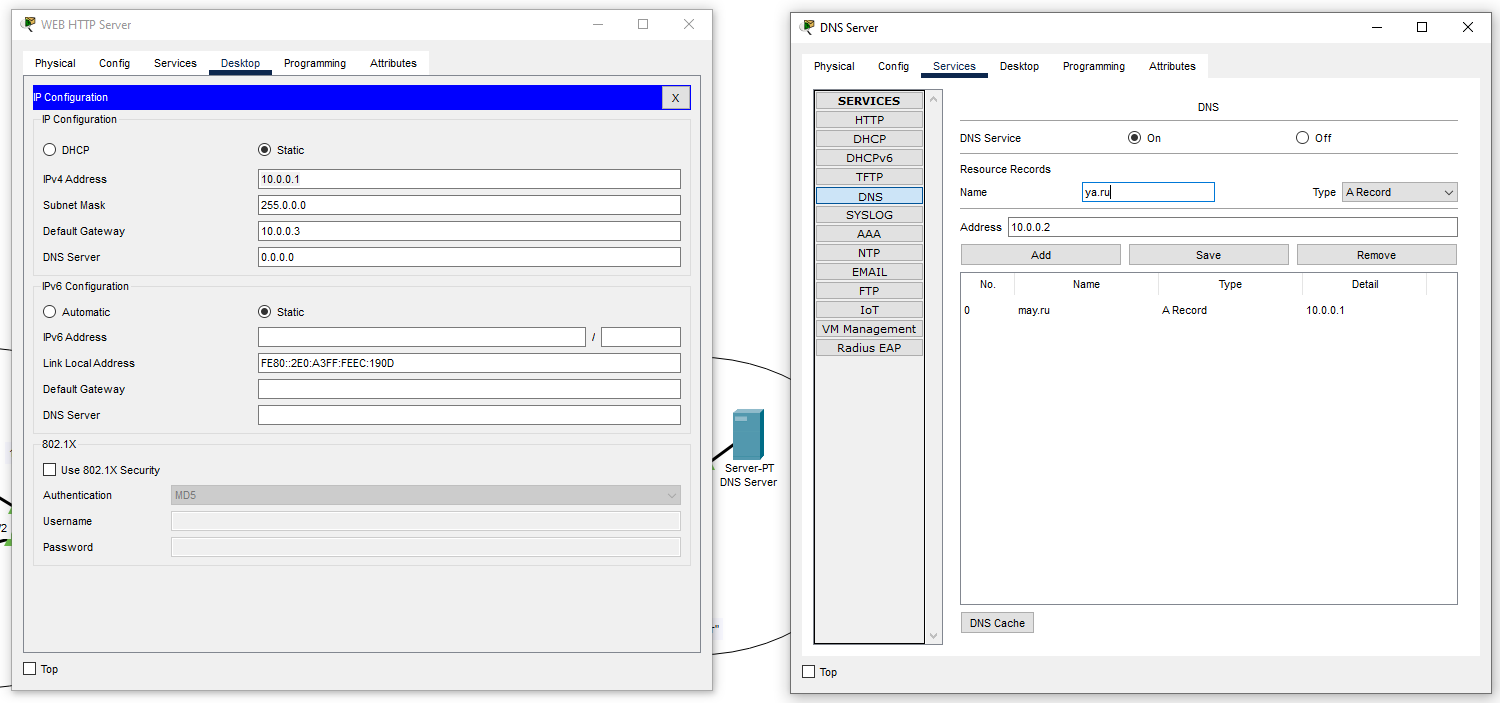 WEB HTTP Server
Physical Config Services Desktop Programming Attributes
IP Configuration X
IP Configuration
DHCP Static
IPv4 Address 10.0.0.1
Subnet Mask 255.0.0.0
Default Gateway 10.0.0.3
DNS Server 0.0.0.0
IPv6 Configuration
Automatic Static
IPv6 Address /
Link Local Address FE80::2E0:A3FF:FEEC:190D
Default Gateway
DNS Server
802.1X
Use 802.1X Security
Authentication MD5
Username
Password
Top
/2
Server-PT
DNS Server
DNS Server
Physical Config Services Desktop Programming Attributes
SERVICES
HTTP
DHCP
DHCPv6
TFTP
DNS
SYSLOG
AAA
NTP
EMAIL
FTP
IoT
VM Management
Radius EAP
DNS
DNS Service On Off
Resource Records
Name ya.ru Type A Record
Address 10.0.0.2
Add Save Remove
No. Name Type Detail
0 may.ru A Record 10.0.0.1
DNS Cache
Top